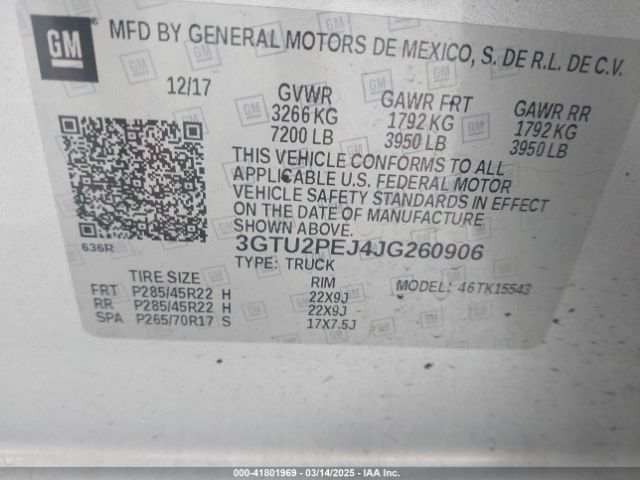 GM
MFD BY GENERAL MOTORS DE MEXICO, S. DE R.L. DE C.V.
12/17
GVWR
3266 KG
7200 LB
GAWR FRT
1792 KG
3950 LB
GAWR RR
1792 KG
3950 LB
THIS VEHICLE CONFORMS TO ALL
APPLICABLE U.S. FEDERAL MOTOR
VEHICLE SAFETY STANDARDS IN EFFECT
ON THE DATE OF MANUFACTURE
SHOWN ABOVE
636R
3GTU2PEJ4JG260906
TYPE: TRUCK
MODEL: 46TK15543
TIRE SIZE
RIM
FRT P285/45R22 H 22X9J
RR P285/45R22 H 22X9J
SPA P265/70R17 S 17X7.5J
000-41801969 — 03/14/2025 — IAAI.COM